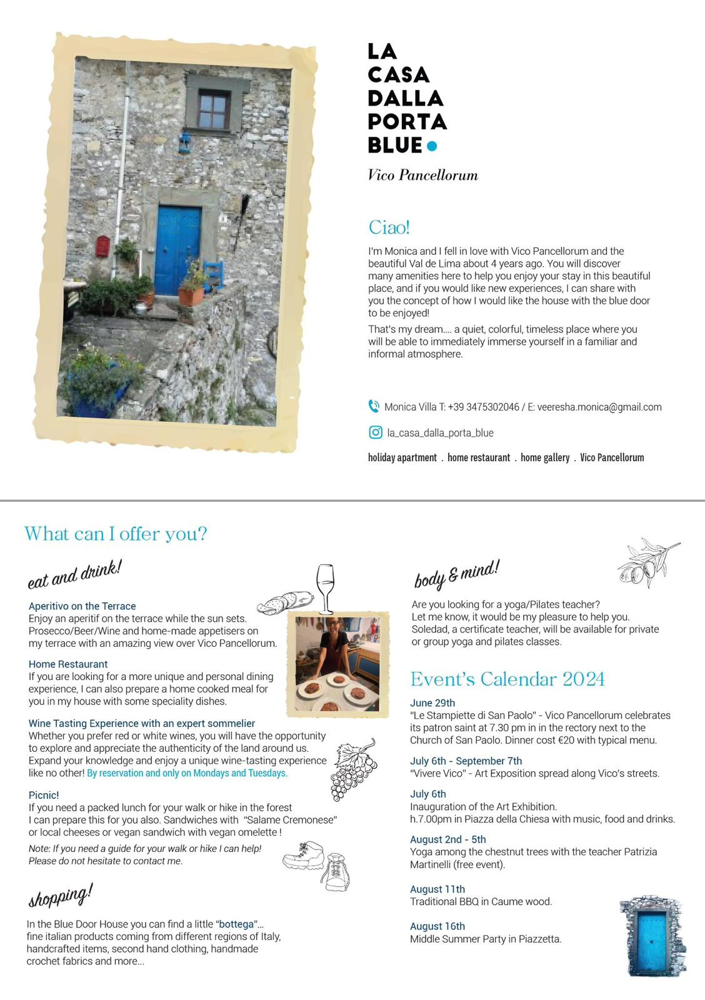 LA
CASA
DALLA
PORTA
BLUE
Vico Pancellorum
Ciao!
I'm Monica and I fell in love with Vico Pancellorum and the
beautiful Val de Lima about 4 years ago. You will discover
many amenities here to help you enjoy your stay in this beautiful
place, and if you would like new experiences, I can share with
you the concept of how I would like the house with the blue door
to be enjoyed!
That's my dream.... a quiet, colorful, timeless place where you
will be able to immediately immerse yourself in a familiar and
informal atmosphere.
Monica Villa T: +39 3475302046 / E: veeresha.monica@gmail.com
la_casa_dalla_porta_blue
holiday apartment . home restaurant . home gallery . Vico Pancellorum
What can I offer you?
eat and drink!
Aperitivo on the Terrace
Enjoy an aperitif on the terrace while the sun sets.
Prosecco/Beer/Wine and home-made appetisers on
my terrace with an amazing view over Vico Pancellorum.
Home Restaurant
If you are looking for a more unique and personal dining
experience, I can also prepare a home cooked meal for
you in my house with some speciality dishes.
Wine Tasting Experience with an expert sommelier
Whether you prefer red or white wines, you will have the opportunity
to explore and appreciate the authenticity of the land around us.
Expand your knowledge and enjoy a unique wine-tasting experience
like no other! By reservation and only on Mondays and Tuesdays.
Picnic!
If you need a packed lunch for your walk or hike in the forest
I can prepare this for you also. Sandwiches with "Salame Cremonese"
or local cheeses or vegan sandwich with vegan omelette !
Note: If you need a guide for your walk or hike I can help!
Please do not hesitate to contact me.
shopping!
In the Blue Door House you can find a little "bottega"...
fine italian products coming from different regions of Italy,
handcrafted items, second hand clothing, handmade
crochet fabrics and more...
body & mind!
Are you looking for a yoga/Pilates teacher?
Let me know, it would be my pleasure to help you.
Soledad, a certificate teacher, will be available for private
or group yoga and pilates classes.
Event's Calendar 2024
June 29th
"Le Stampiette di San Paolo" - Vico Pancellorum celebrates
its patron saint at 7.30 pm in in the rectory next to the
Church of San Paolo. Dinner cost €20 with typical menu.
July 6th - September 7th
"Vivere Vico" - Art Exposition spread along Vico's streets.
July 6th
Inauguration of the Art Exhibition.
h.7.00pm in Piazza della Chiesa with music, food and drinks.
August 2nd - 5th
Yoga among the chestnut trees with the teacher Patrizia
Martinelli (free event).
August 11th
Traditional BBQ in Caume wood.
August 16th
Middle Summer Party in Piazzetta.